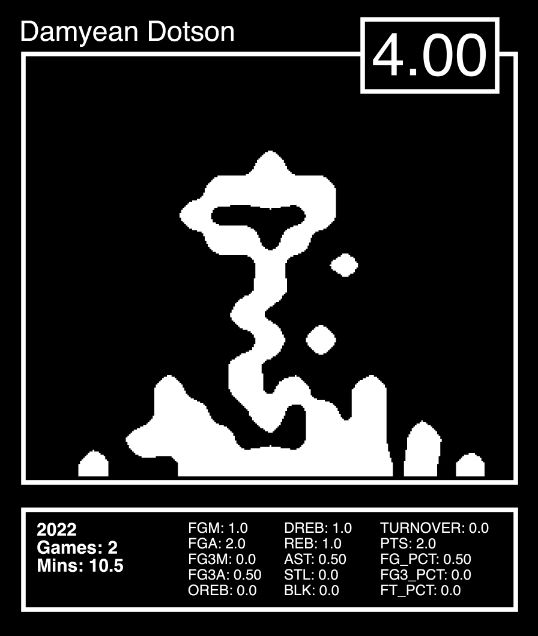 Damyean Dotson
4.00
2022
Games: 2
Mins: 10.5
FGM: 1.0
FGA: 2.0
FG3M: 0.0
FG3A: 0.50
OREB: 0.0
DREB: 1.0
REB: 1.0
AST: 0.50
STL: 0.0
BLK: 0.0
TURNOVER: 0.0
PTS: 2.0
FG_PCT: 0.50
FG3_PCT: 0.0
FT_PCT: 0.0